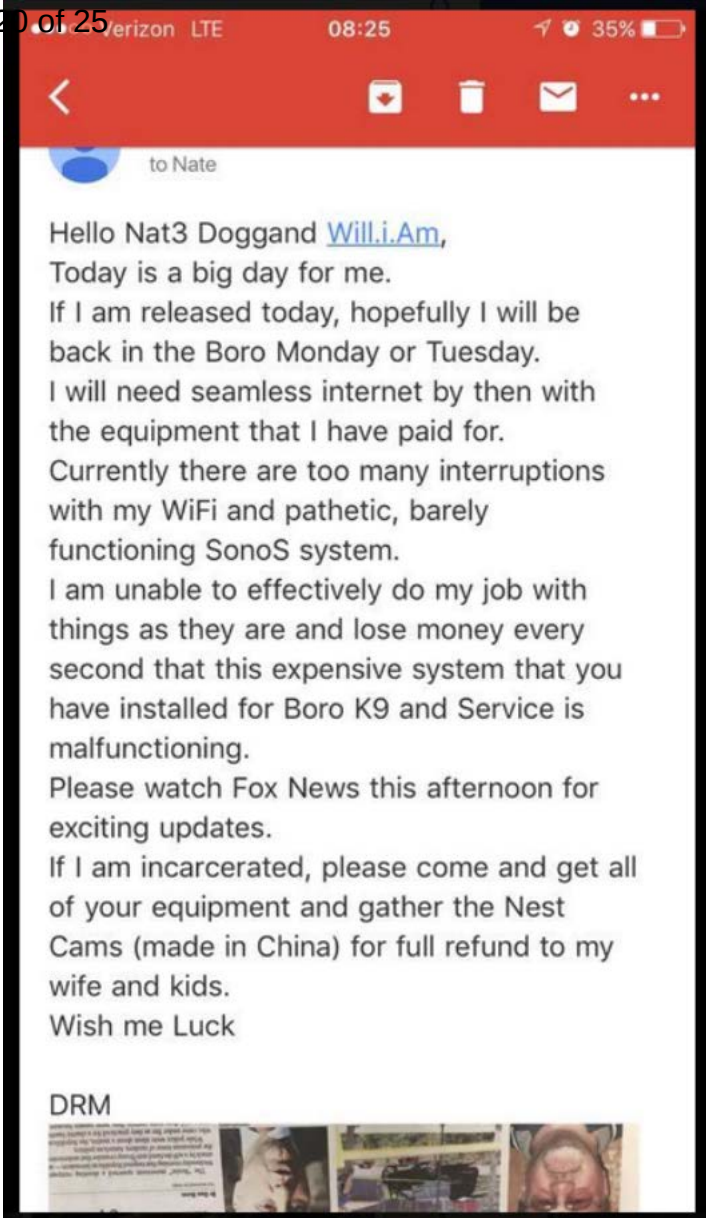 20 of 25
Verizon LTE 08:25 35%
to Nate
Hello Nat3 Doggand Will.i.Am,
Today is a big day for me.
If I am released today, hopefully I will be
back in the Boro Monday or Tuesday.
I will need seamless internet by then with
the equipment that I have paid for.
Currently there are too many interruptions
with my WiFi and pathetic, barely
functioning SonoS system.
I am unable to effectively do my job with
things as they are and lose money every
second that this expensive system that you
have installed for Boro K9 and Service is
malfunctioning.
Please watch Fox News this afternoon for
exciting updates.
If I am incarcerated, please come and get all
of your equipment and gather the Nest
Cams (made in China) for full refund to my
wife and kids.
Wish me Luck
DRM